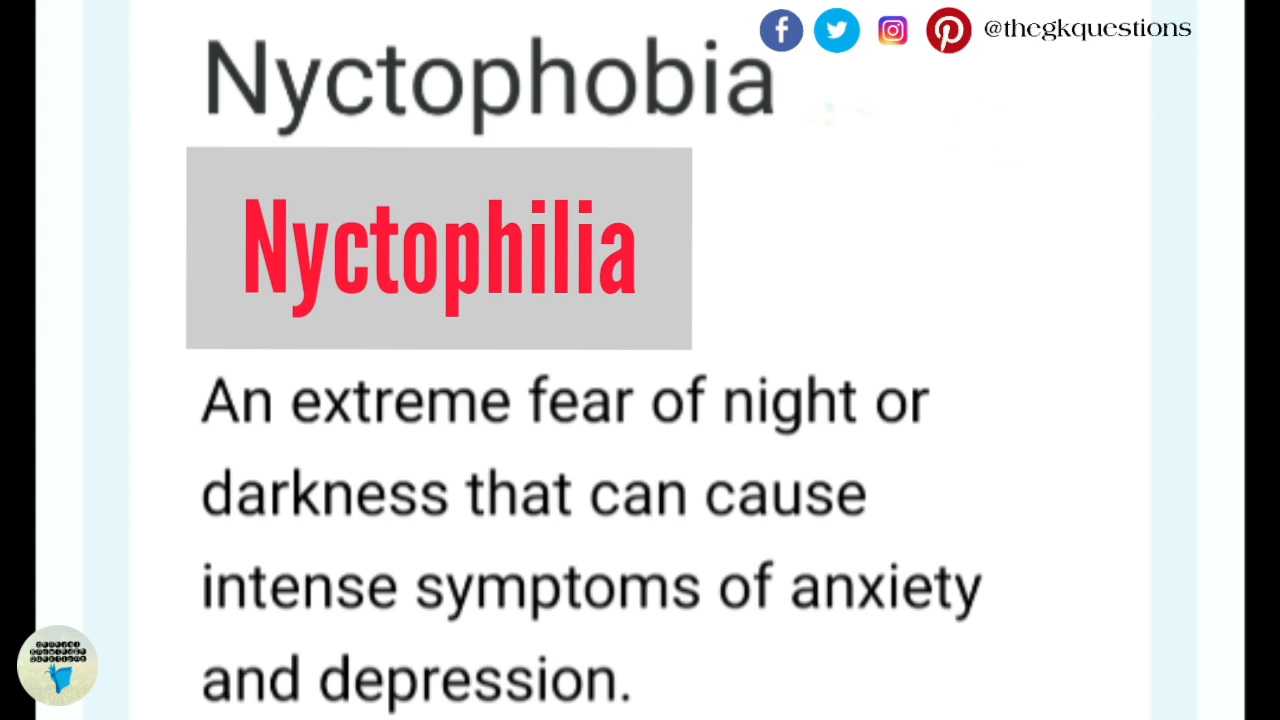 @thegkquestions
Nyctophobia
Nyctophilia
An extreme fear of night or
darkness that can cause
intense symptoms of anxiety
and depression.